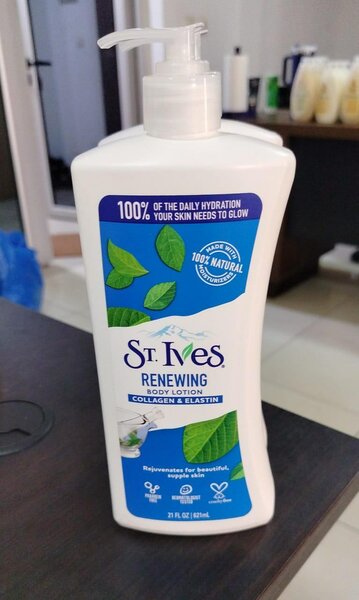 100% OF THE DAILY HYDRATION
YOUR SKIN NEEDS TO GLOW
MADE WITH
100% NATURAL
MOISTURIZERS
ST. IVES®
RENEWING
BODY LOTION
COLLAGEN & ELASTIN
Rejuvenates for beautiful,
supple skin
PARABEN
FREE
DERMATOLOGIST
TESTED
crueltyfree
21 FL OZ | 621mL